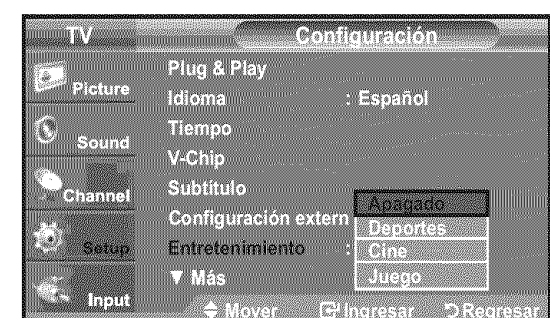 TV
Configuración
Picture
Sound
Channel
Setup
Input
Plug & Play
Idioma : Español
Tiempo
V-Chip
Subtítulo
Configuración extern
Entretenimiento :
▼ Más
Apagado
Deportes
Cine
Juego
Mover Ingresar Regresar